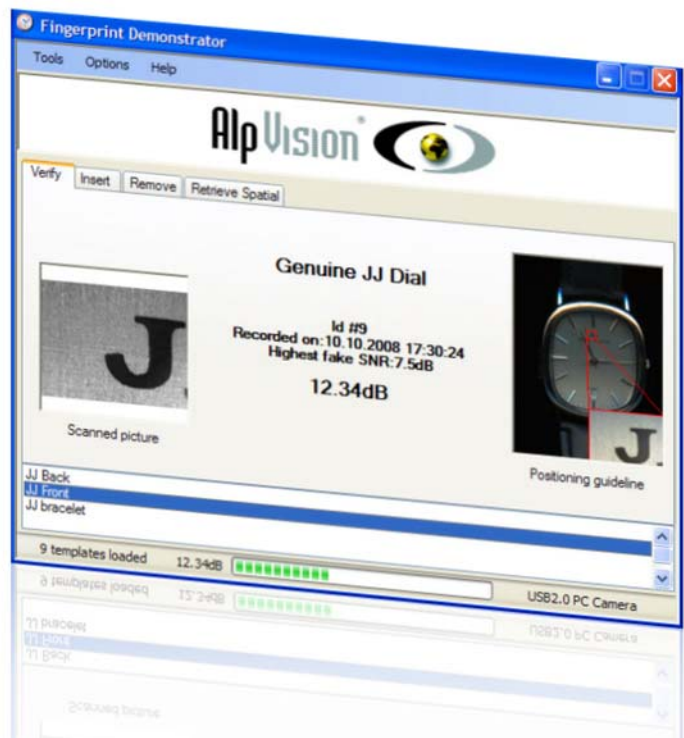 Fingerprint Demonstrator
Tools Options Help
AlpVision®
Verify Insert Remove Retrieve Spatial
Genuine JJ Dial
Id #9
Recorded on:10.10.2008 17:30:24
Highest fake SNR:7.5dB
12.34dB
J
Scanned picture
J
Positioning guideline
JJ Back
JJ Front
JJ bracelet
9 templates loaded 12.34dB USB2.0 PC Camera